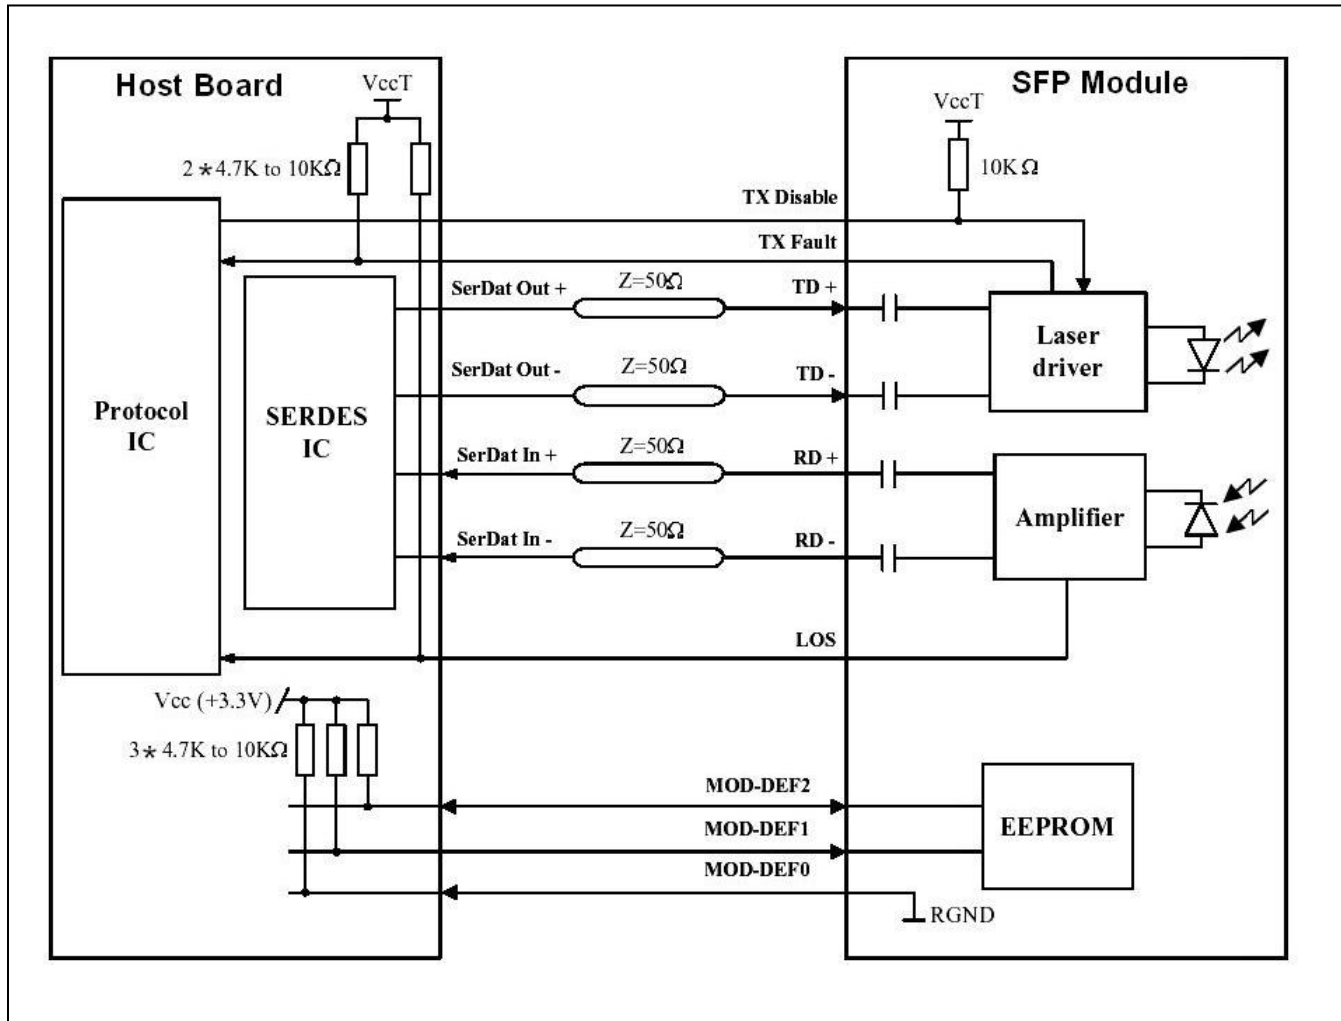 Host Board
SFP Module
VccT
VccT
2*4.7K to 10KΩ
10KΩ
TX Disable
TX Fault
SerDat Out +
Z=50Ω
TD +
Laser
driver
SerDat Out -
Z=50Ω
TD -
Protocol
IC
SERDES
IC
SerDat In +
Z=50Ω
RD +
Amplifier
SerDat In -
Z=50Ω
RD -
LOS
Vcc (+3.3V)
3*4.7K to 10KΩ
MOD-DEF2
MOD-DEF1
MOD-DEF0
EEPROM
RGND